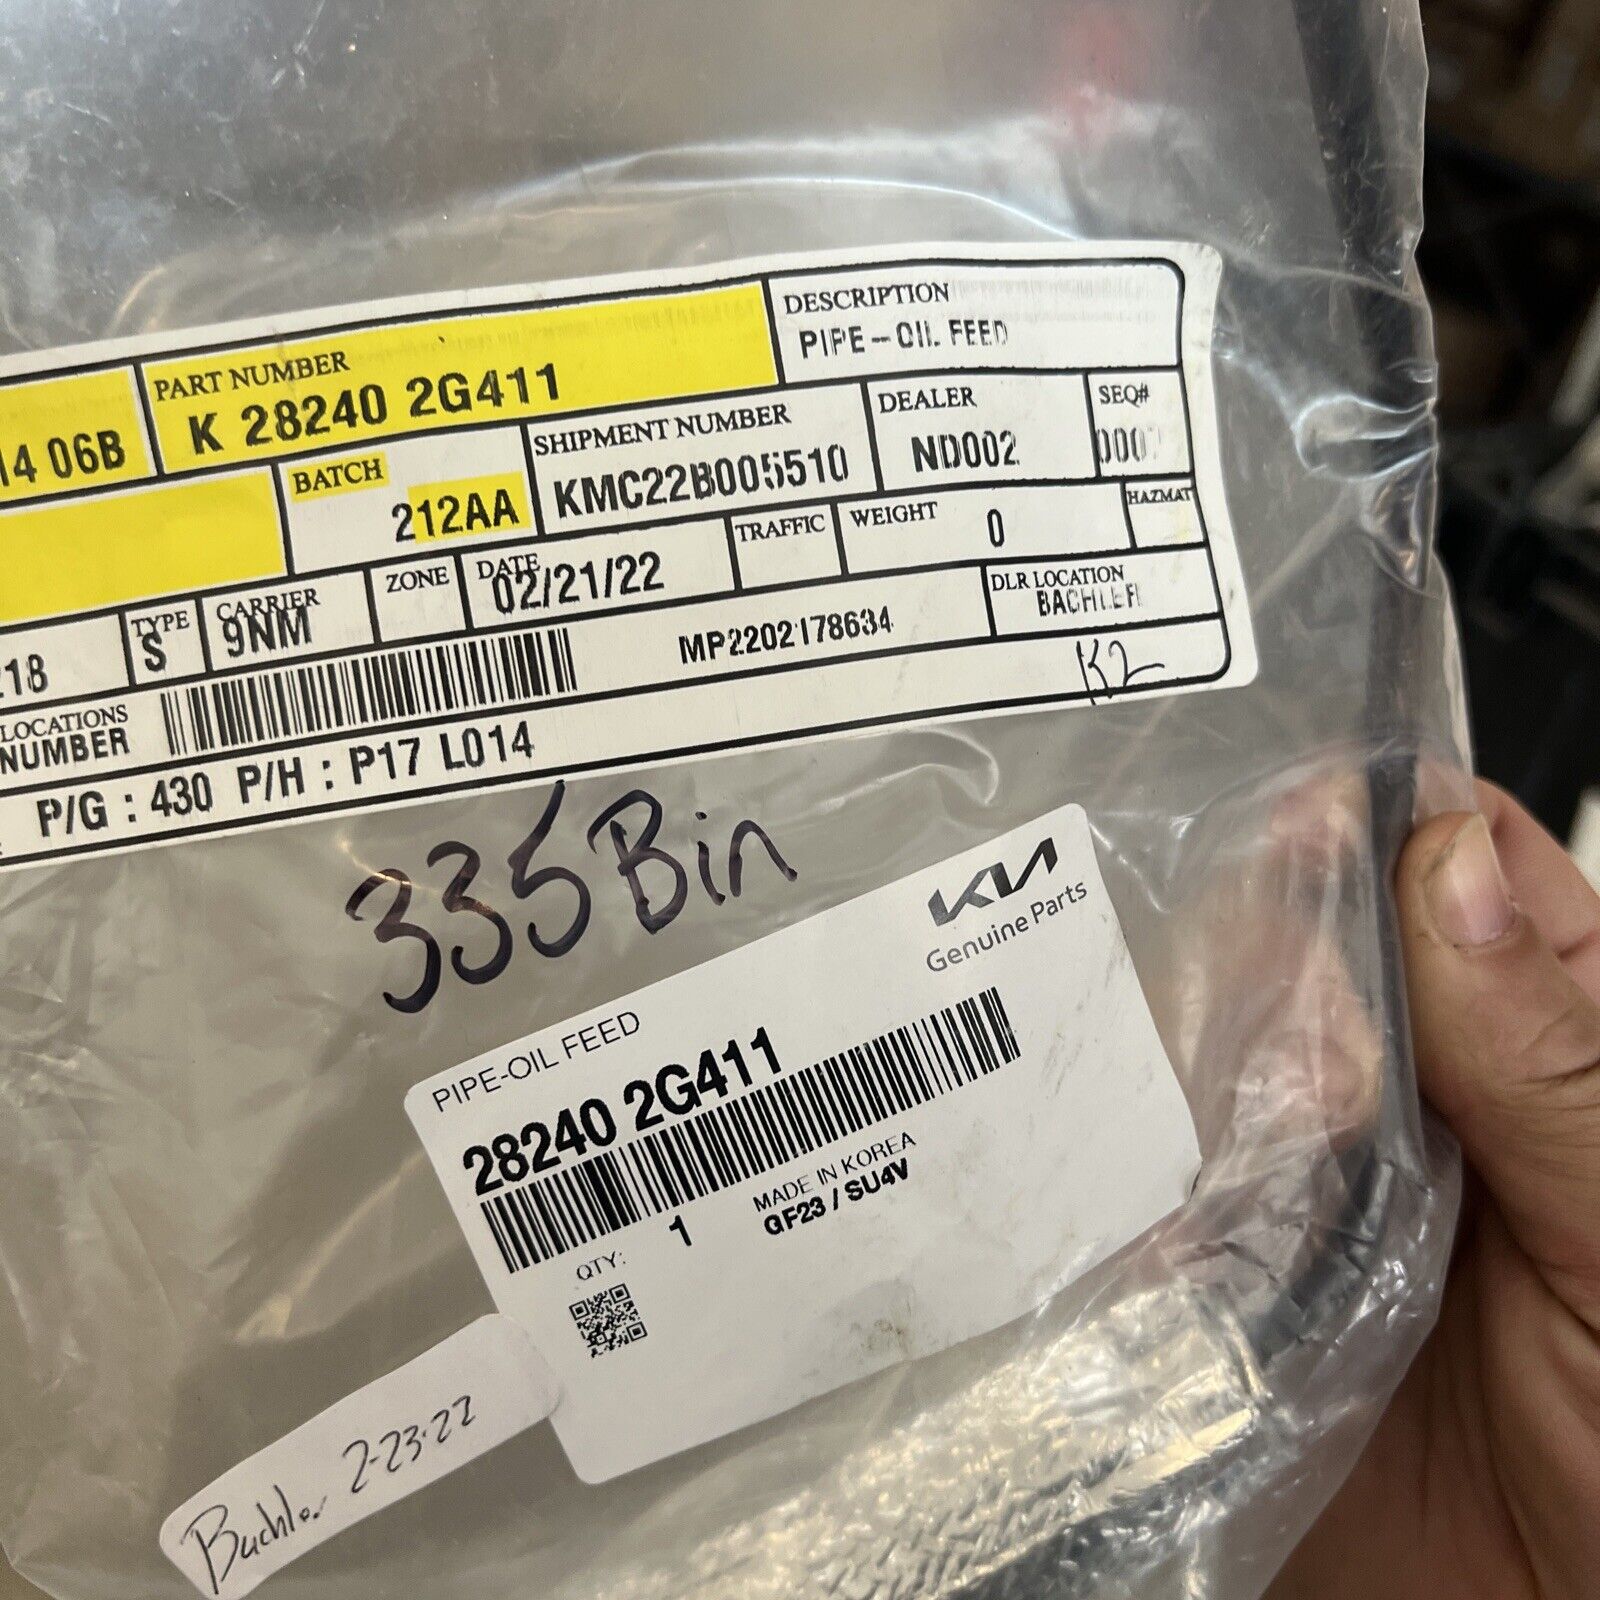 PART NUMBER
K 28240 2G411
DESCRIPTION
PIPE-OIL FEED
14 06B
BATCH
212AA
SHIPMENT NUMBER
KMC22B005510
DEALER
ND002
SEQ#
TYPE
S
CARRIER
9NM
ZONE
DATE
02/21/22
TRAFFIC
WEIGHT
0
HAZMAT
18
LOCATIONS
NUMBER
MP2202178634
DLR LOCATION
BACHLER
K2
P/G : 430 P/H : P17 L014
335 Bin
KIA
Genuine Parts
PIPE-OIL FEED
28240 2G411
QTY: 1
MADE IN KOREA
GF23 / SU4V
2-23-22